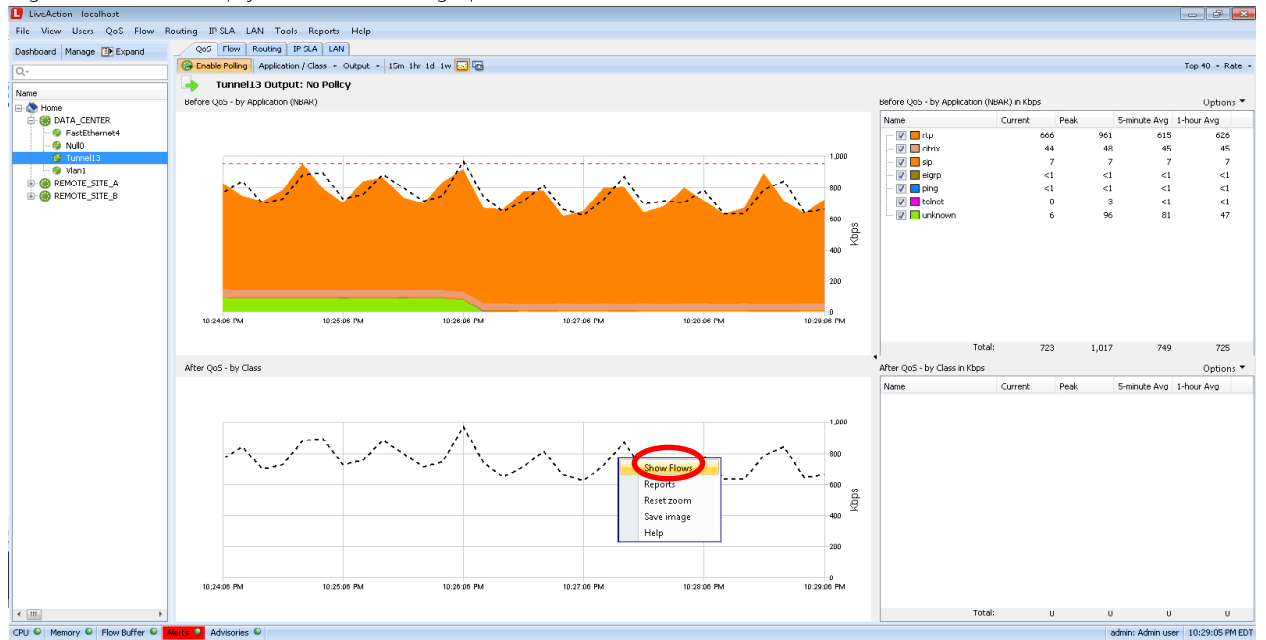 LiveAction localhost
File View Users QoS Flow Routing IP SLA LAN Tools Reports Help
Dashboard Manage Expand
QoS Flow Routing IP SLA LAN
Enable Polling Application / Class Output 15m 1hr 1d 1w Top 40 Rate
Tunnel13 Output: No Policy
Name
Home
DATA_CENTER
FastEthernet4
Null0
Tunnel13
Vlan1
REMOTE_SITE_A
REMOTE_SITE_B
Before QoS - by Application (NBAR)
1,000
800
600
400
200
0
Kbps
10:24:06 PM 10:25:06 PM 10:26:06 PM 10:27:06 PM 10:28:06 PM 10:29:06 PM
Before QoS - by Application (NBAR) in Kbps Options
Name Current Peak 5-minute Avg 1-hour Avg
rtp 666 961 615 626
citrix 44 48 45 45
sip 7 7 7 7
eigrp <1 <1 <1 <1
ping <1 <1 <1 <1
telnet 0 3 <1 <1
unknown 6 96 81 47
Total: 723 1,017 749 725
After QoS - by Class
1,000
800
600
400
200
0
Kbps
10:24:06 PM 10:25:06 PM 10:26:06 PM 10:27:06 PM 10:28:06 PM 10:29:06 PM
Show Flows
Reports
Reset zoom
Save image
Help
After QoS - by Class in Kbps Options
Name Current Peak 5-minute Avg 1-hour Avg
Total: 0 0 0 0
CPU Memory Flow Buffer Alerts Advisories admin: Admin user 10:29:05 PM EDT